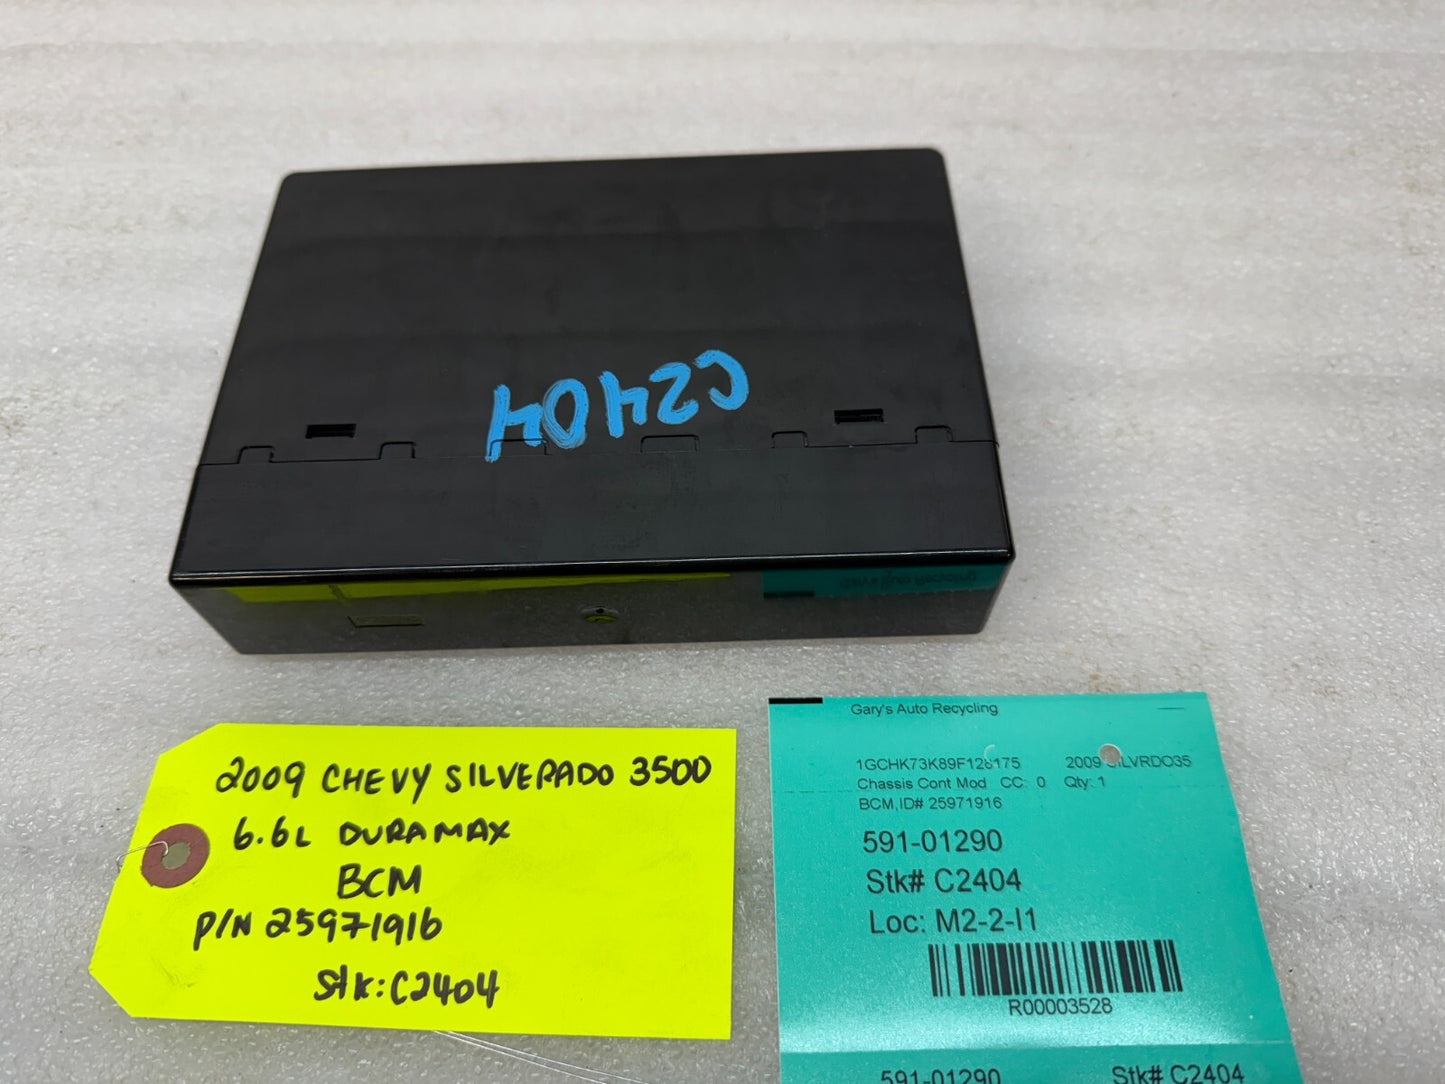 C2404
2009 CHEVY SILVERADO 3500
6.6L DURAMAX
BCM
P/N 25971916
Stk: C2404
Gary's Auto Recycling
1GCHK73K89F128175 2009 SILVRDO35
Chassis Cont Mod CC: 0 Qty: 1
BCM,ID# 25971916
591-01290
Stk# C2404
Loc: M2-2-I1
R00003528
591-01290 Stk# C2404